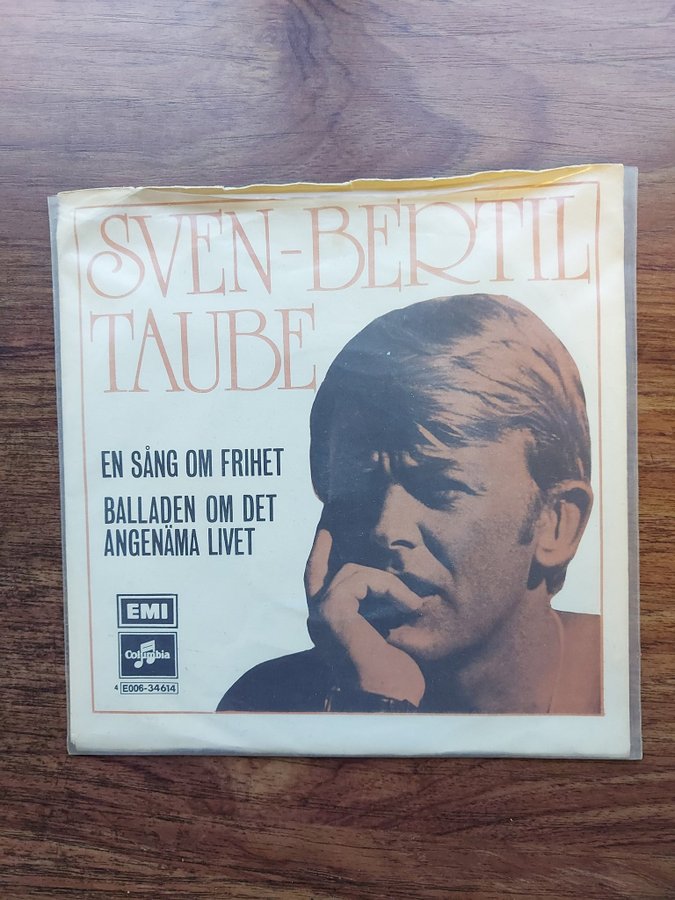 SVEN-BERTIL
TAUBE
EN SÅNG OM FRIHET
BALLADEN OM DET
ANGENÄMA LIVET
EMI
Columbia
4 E006-34614